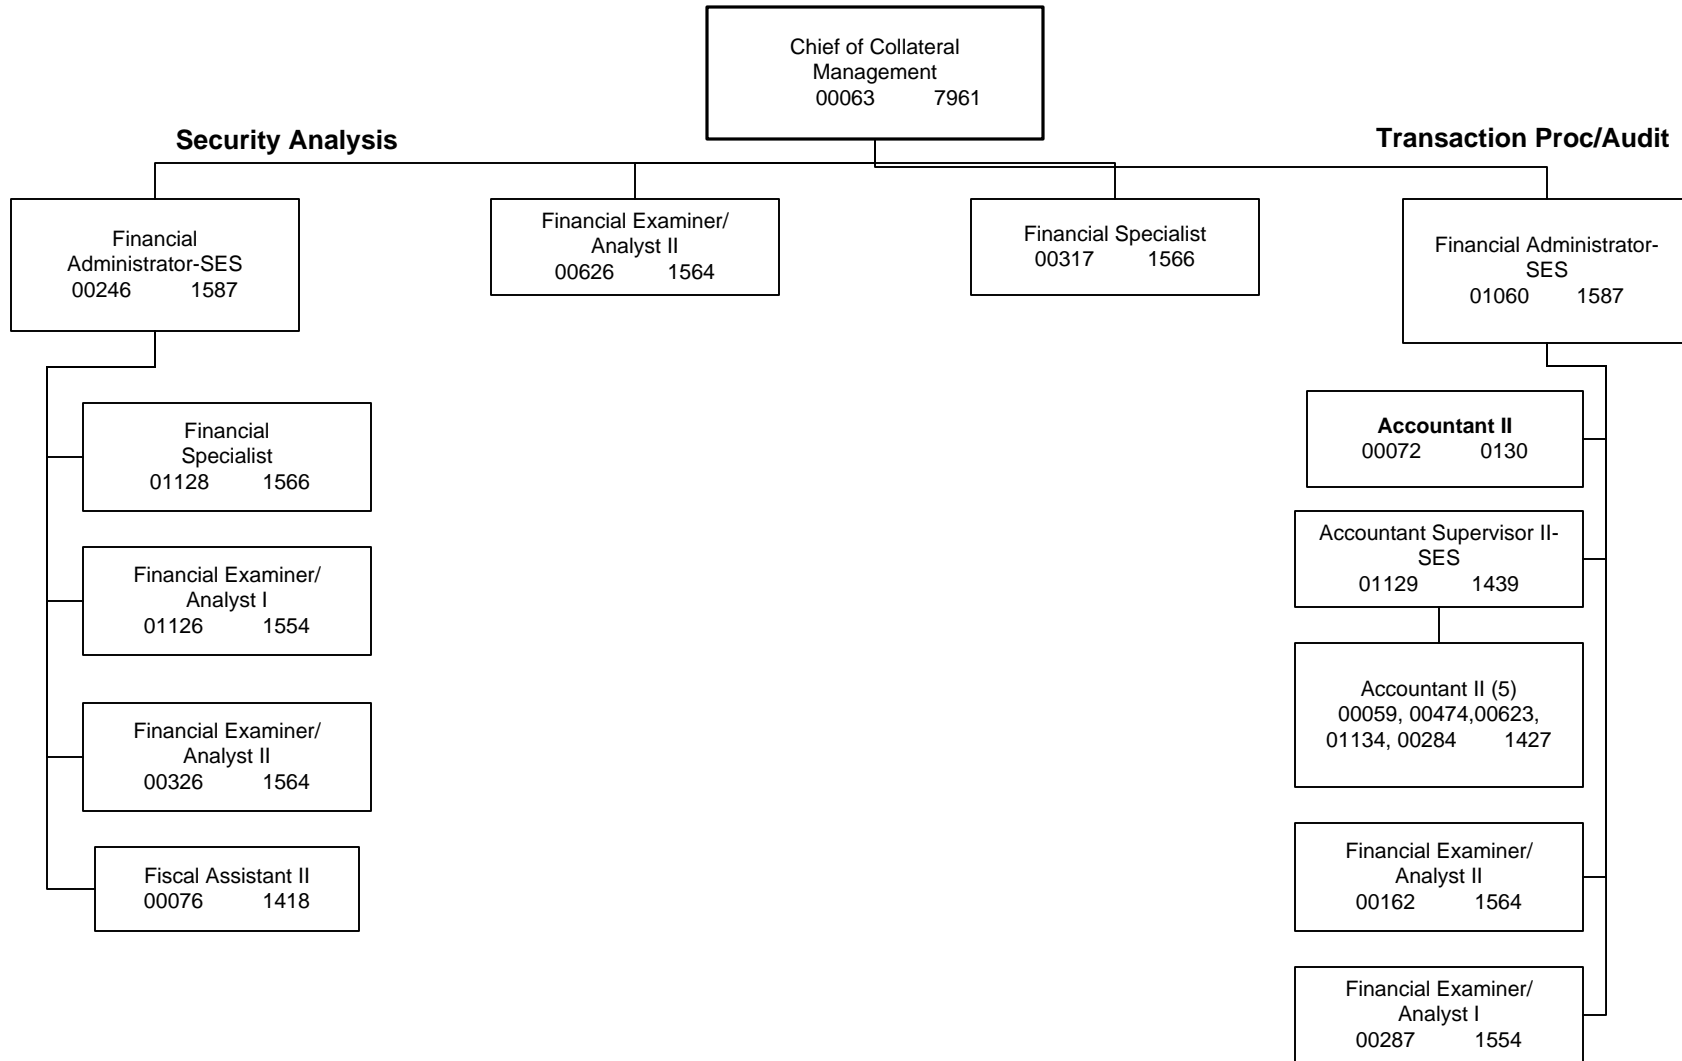 Chief of Collateral
Management
00063 7961
Security Analysis
Transaction Proc/Audit
Financial
Administrator-SES
00246 1587
Financial Examiner/
Analyst II
00626 1564
Financial Specialist
00317 1566
Financial Administrator-
SES
01060 1587
Financial
Specialist
01128 1566
Financial Examiner/
Analyst I
01126 1554
Financial Examiner/
Analyst II
00326 1564
Fiscal Assistant II
00076 1418
Accountant II
00072 0130
Accountant Supervisor II-
SES
01129 1439
Accountant II (5)
00059, 00474,00623,
01134, 00284 1427
Financial Examiner/
Analyst II
00162 1564
Financial Examiner/
Analyst I
00287 1554